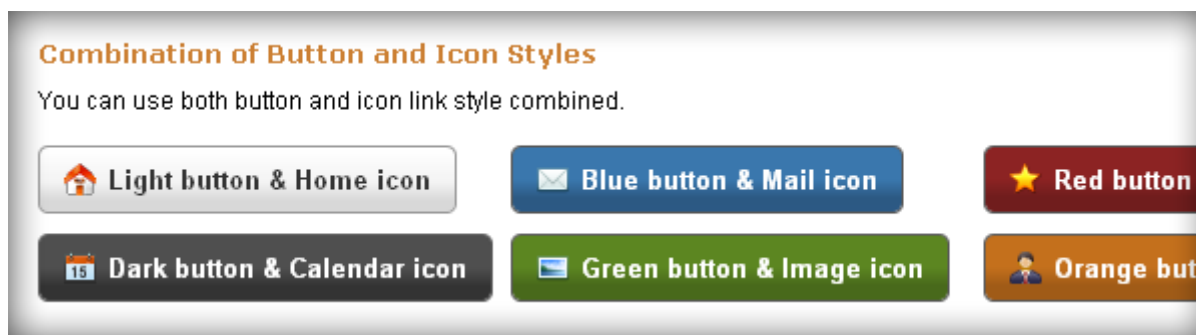 Combination of Button and Icon Styles
You can use both button and icon link style combined.
Light button & Home icon
Blue button & Mail icon
Red button
Dark button & Calendar icon
15
Green button & Image icon
Orange